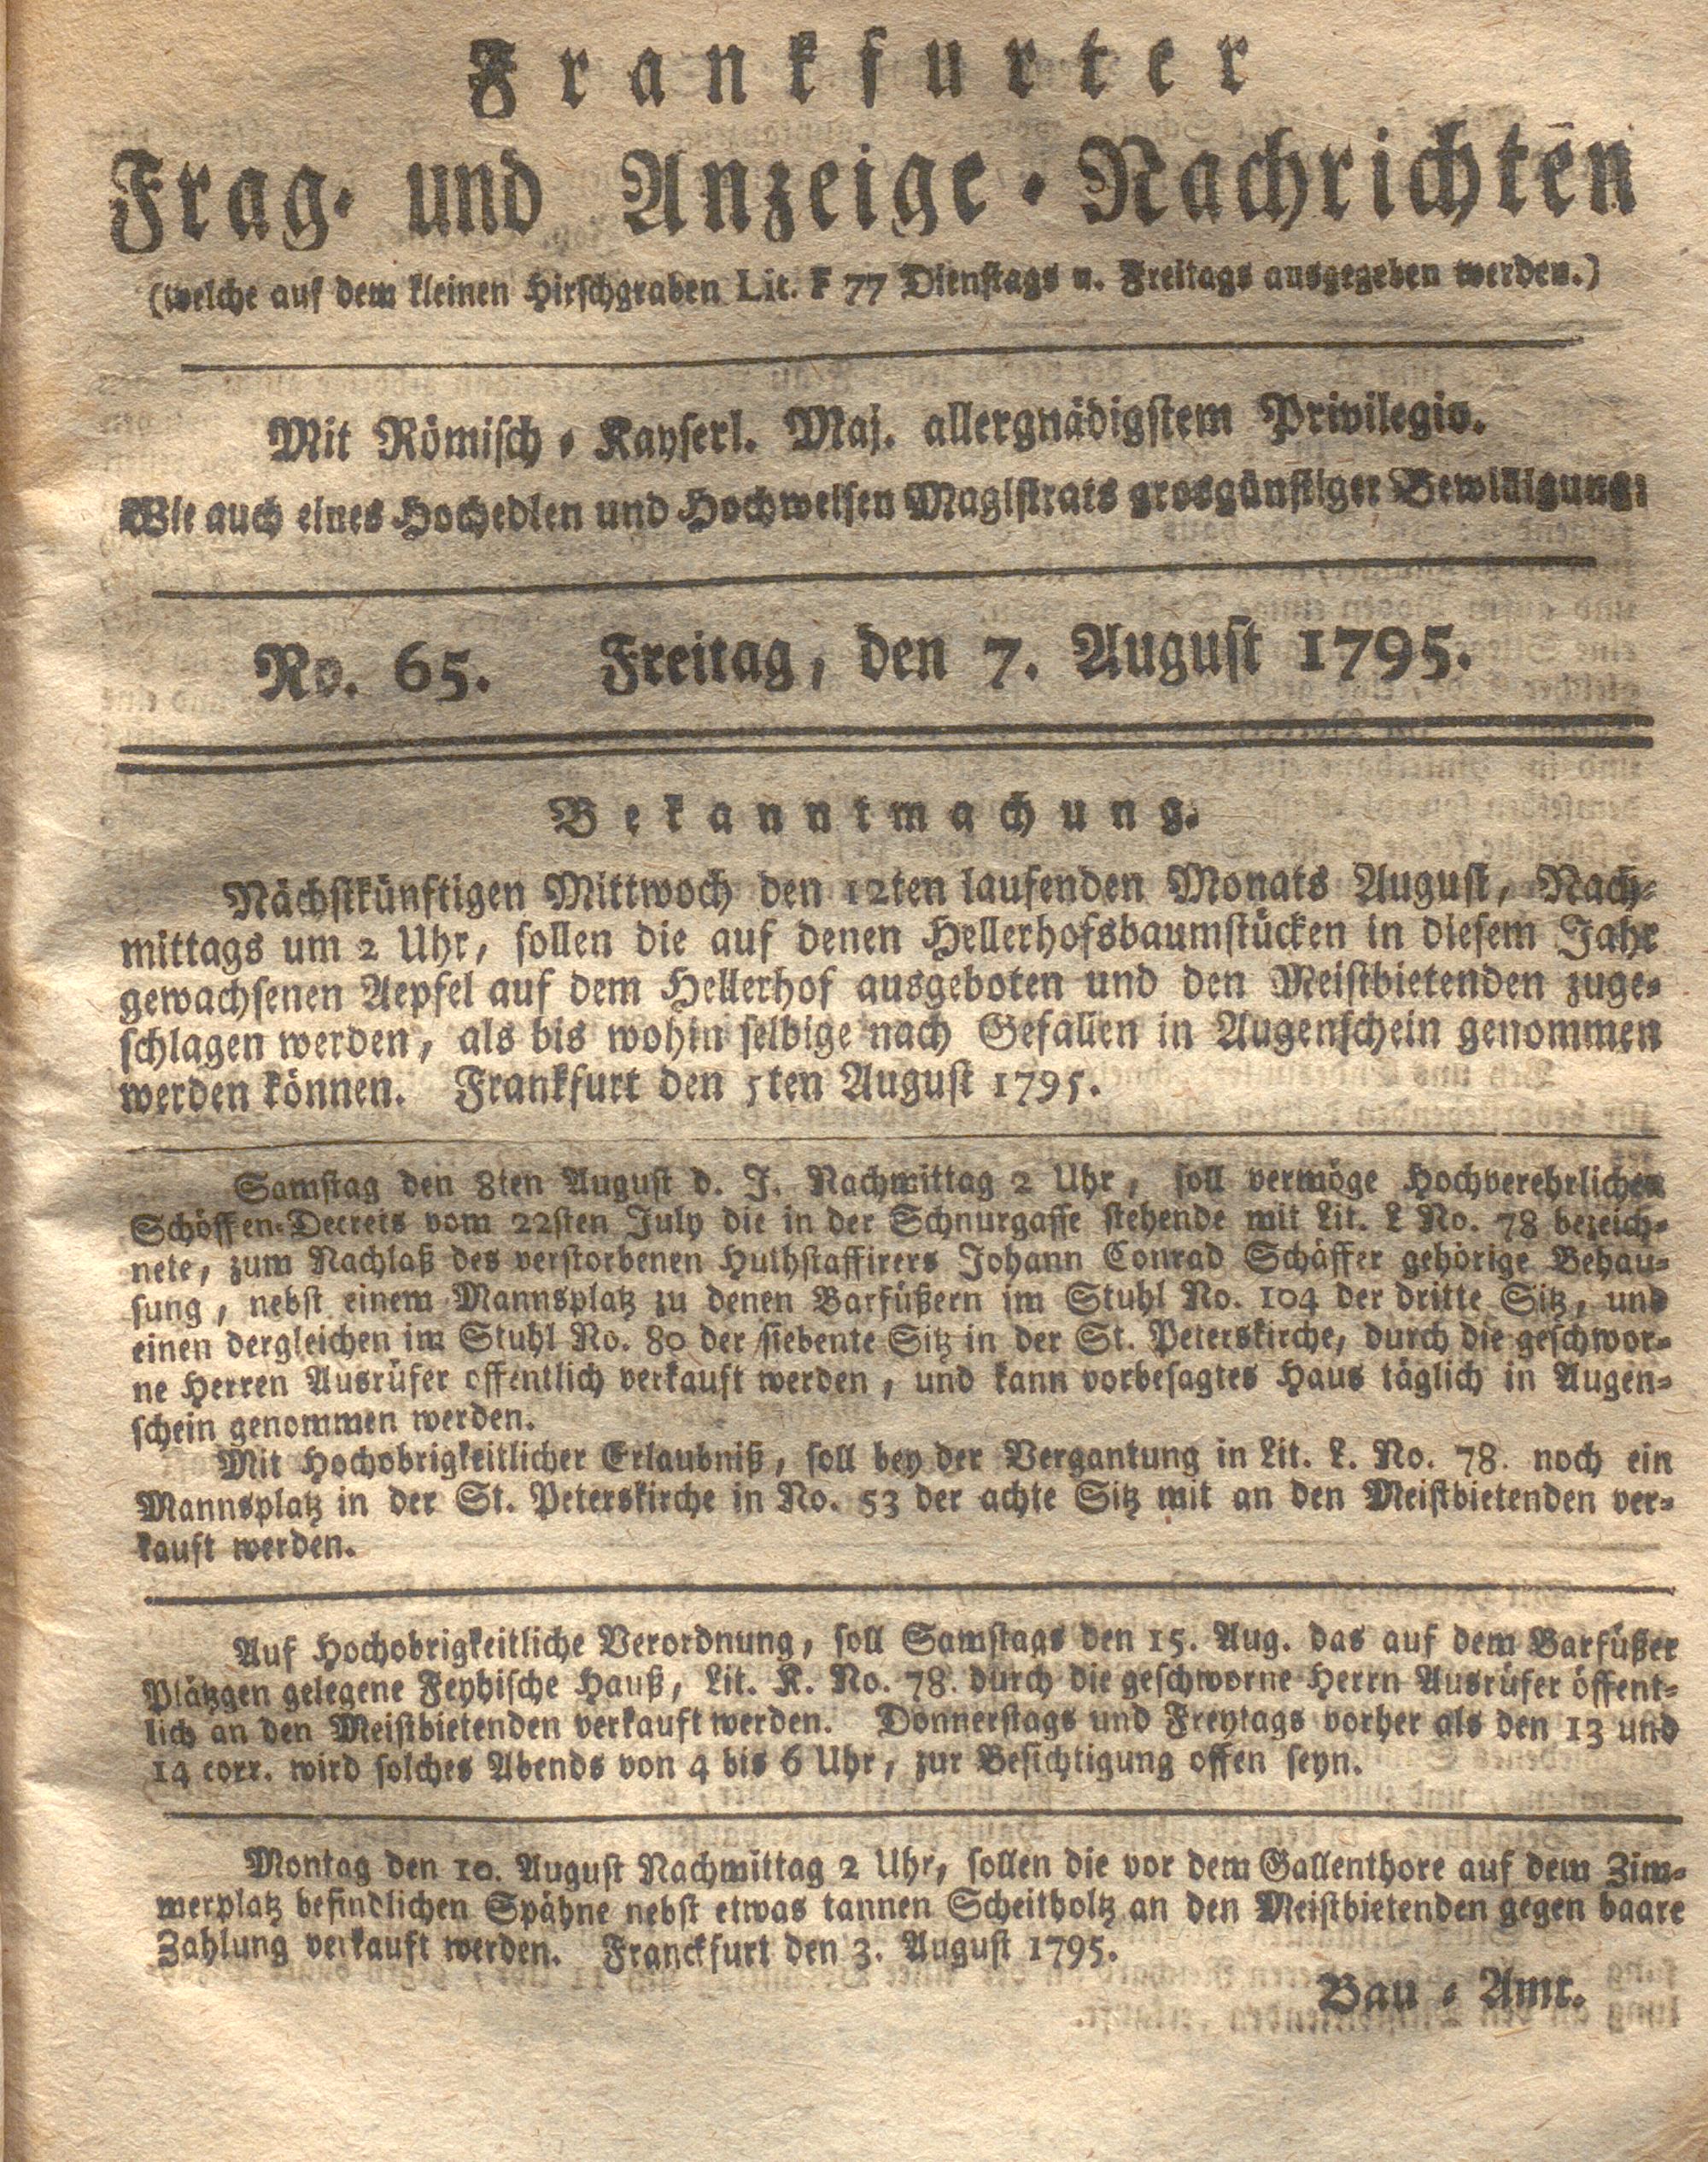 Frankfurter
Frag- und Anzeige-Nachrichten
(welche auf dem kleinen Hirschgraben Lit. F 77 Dienstags u. Freitags ausgegeben werden.)
Mit Römisch-Kayserl. Maj. allergnädigstem Privilegio.
Wie auch eines Hochedlen und Hochweisen Magistrats grosgünstiger Bewilligung:
No. 65. Freitag, den 7. August 1795.
Bekanntmachung.
Nächstkünftigen Mittwoch den 12ten laufenden Monats August, Nach-
mittags um 2 Uhr, sollen die auf denen Hellerhofsbaumstücken in diesem Jahr
gewachsenen Aepfel auf dem Hellerhof ausgeboten und den Meistbietenden zuge-
schlagen werden, als bis wohin selbige nach Gefallen in Augenschein genommen
werden können. Frankfurt den 5ten August 1795.
Samstag den 8ten August d. J. Nachmittag 2 Uhr, soll vermöge Hochverehrlichen
Schöffen-Decrets vom 22sten July die in der Schnurgasse stehende mit Lit. L No. 78 bezeich-
nete, zum Nachlaß des verstorbenen Huthstaffirers Johann Conrad Schäffer gehörige Behau-
sung, nebst einem Mannsplatz zu denen Barfüßern im Stuhl No. 104 der dritte Sitz, und
einen dergleichen im Stuhl No. 80 der siebente Sitz in der St. Peterskirche, durch die geschwor-
ne Herren Ausrüfer offentlich verkauft werden, und kann vorbesagtes Haus täglich in Augen-
schein genommen werden.
Mit Hochobrigkeitlicher Erlaubniß, soll bey der Vergantung in Lit. L. No. 78. noch ein
Mannsplatz in der St. Peterskirche in No. 53 der achte Sitz mit an den Meistbietenden ver-
kauft werden.
Auf Hochobrigkeitliche Verordnung, soll Samstags den 15. Aug. das auf dem Barfüßer
Plätzgen gelegene Feyhische Hauß, Lit. K. No. 78. durch die geschworne Herrn Ausrüfer öffent-
lich an den Meistbietenden verkauft werden. Donnerstags und Freytags vorher als den 13 und
14 corr. wird solches Abends von 4 bis 6 Uhr, zur Besichtigung offen seyn.
Montag den 10. August Nachmittag 2 Uhr, sollen die vor dem Gallenthore auf dem Zim-
merplatz befindlichen Spähne nebst etwas tannen Scheitholtz an den Meistbietenden gegen baare
Zahlung verkauft werden. Franckfurt den 3. August 1795.
Bau-Amt.